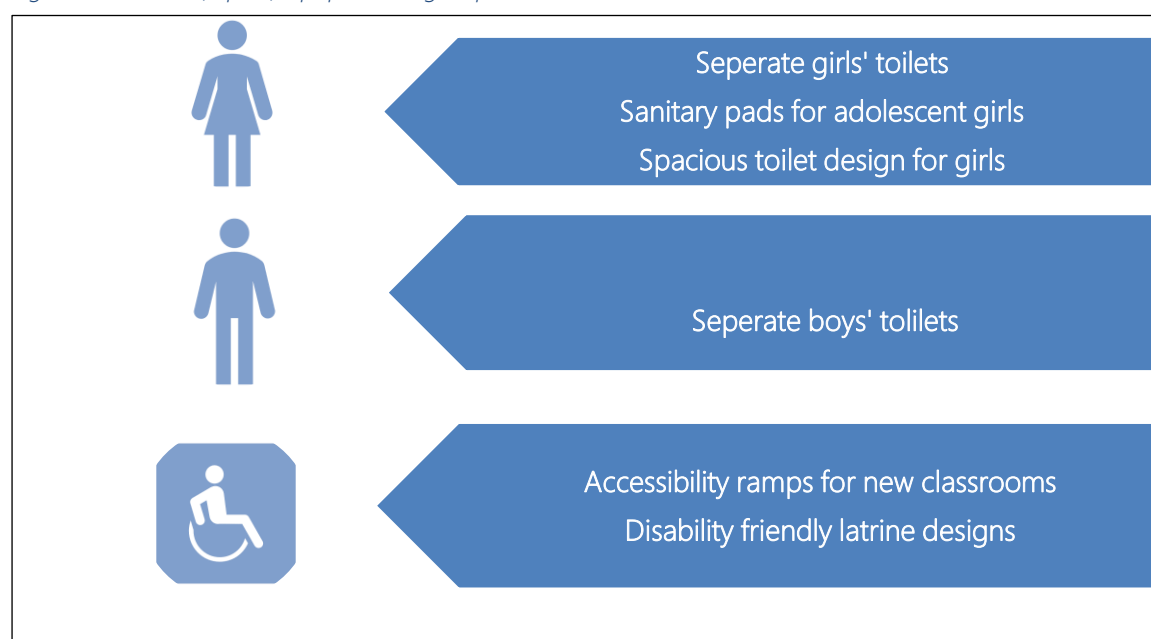 Seperate girls' toilets
Sanitary pads for adolescent girls
Spacious toilet design for girls
Seperate boys' tolilets
Accessibility ramps for new classrooms
Disability friendly latrine designs